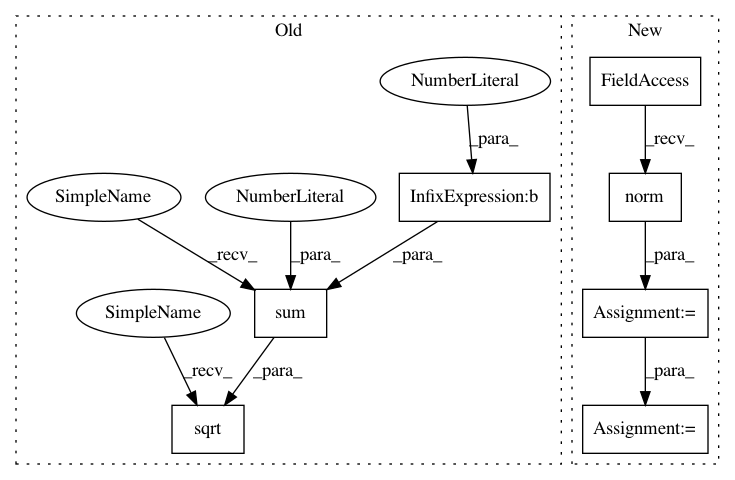 Old
New
NumberLiteral
FieldAccess
_para_
_recv_
SimpleName
NumberLiteral
InfixExpression:b
norm
_recv_
_para_
_para_
_para_
SimpleName
sum
Assignment:=
_recv_
_para_
_para_
sqrt
Assignment:=